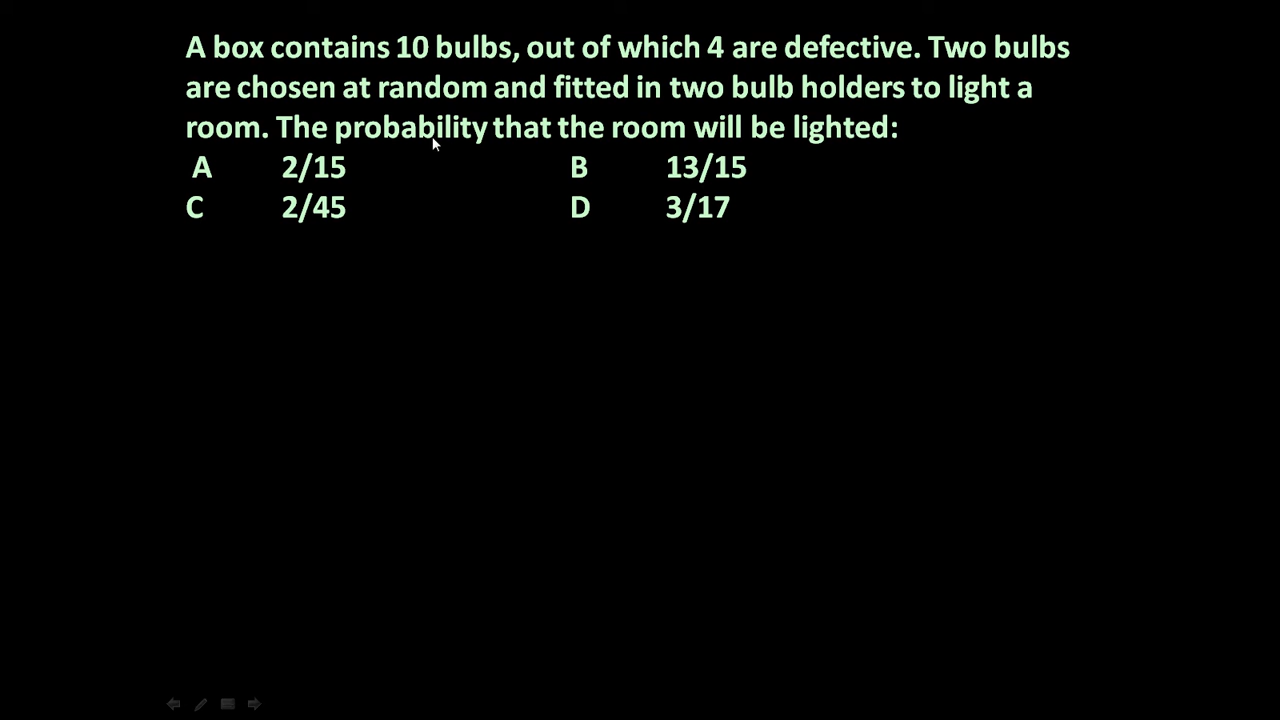 A box contains 10 bulbs, out of which 4 are defective. Two bulbs
are chosen at random and fitted in two bulb holders to light a
room. The probability that the room will be lighted:
A 2/15 B 13/15
C 2/45 D 3/17